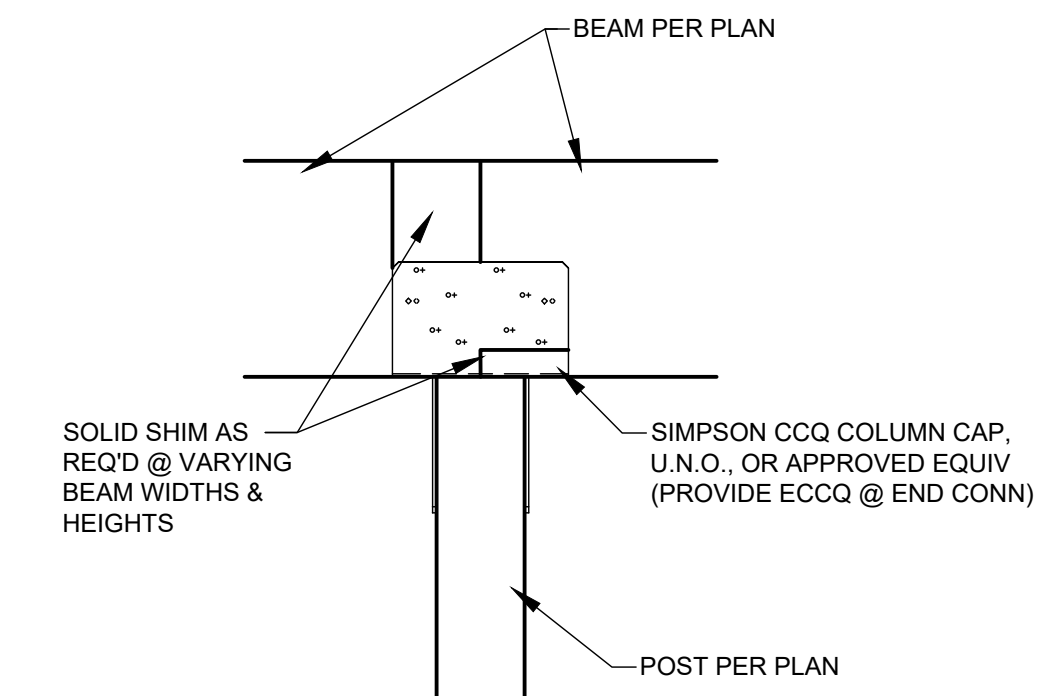 BEAM PER PLAN
SOLID SHIM AS
REQ'D @ VARYING
BEAM WIDTHS &
HEIGHTS
SIMPSON CCQ COLUMN CAP,
U.N.O., OR APPROVED EQUIV
(PROVIDE ECCQ @ END CONN)
POST PER PLAN